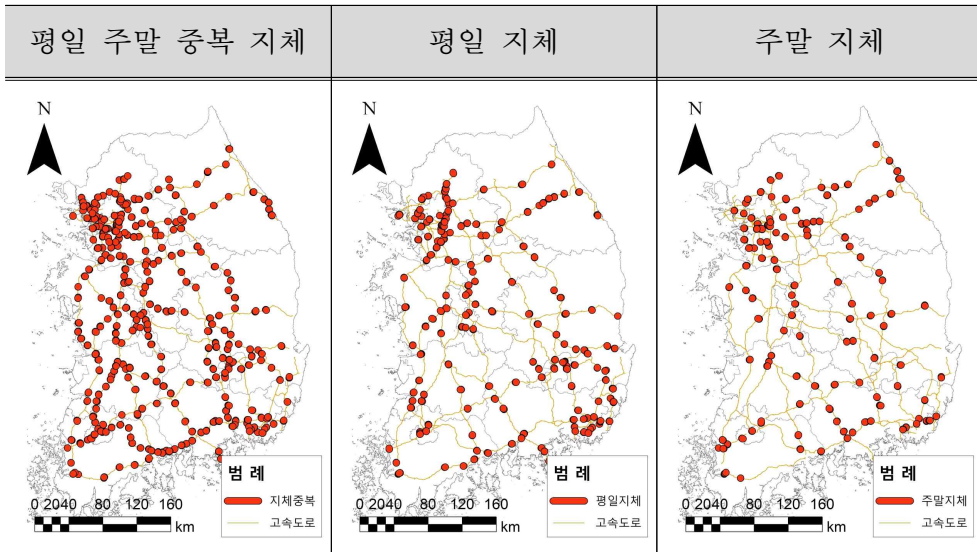 평일 주말 중복 지체
평일 지체
주말 지체
N
범 례
지체중복
고속도로
0 2040 80 120 160
km
N
범 례
평일지체
고속도로
0 2040 80 120 160
km
N
범 례
주말지체
고속도로
0 2040 80 120 160
km